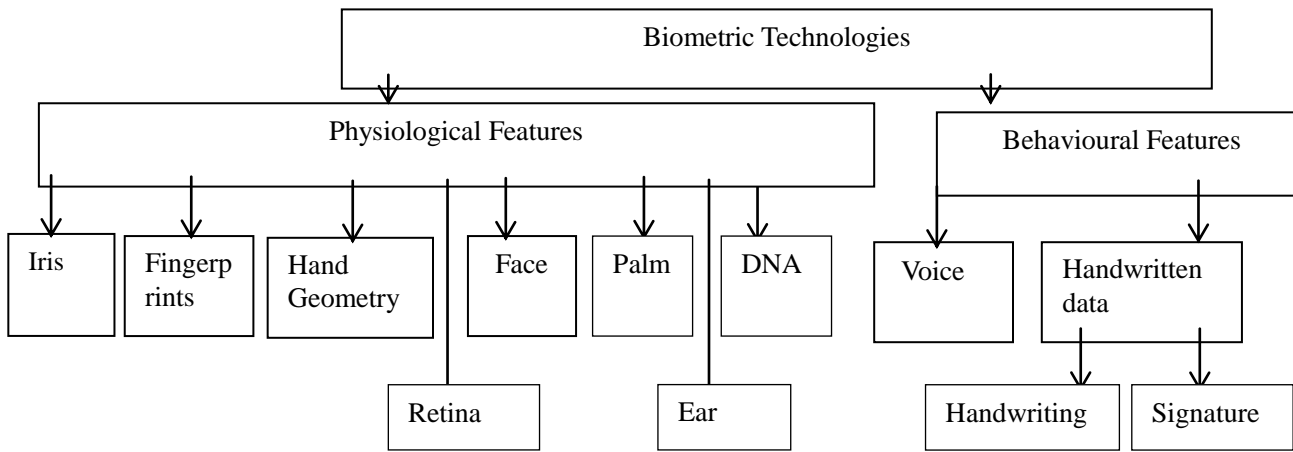 Biometric Technologies
Physiological Features
Behavioural Features
Iris
Fingerp
rints
Hand
Geometry
Face
Palm
DNA
Voice
Handwritten
data
Retina
Ear
Handwriting
Signature